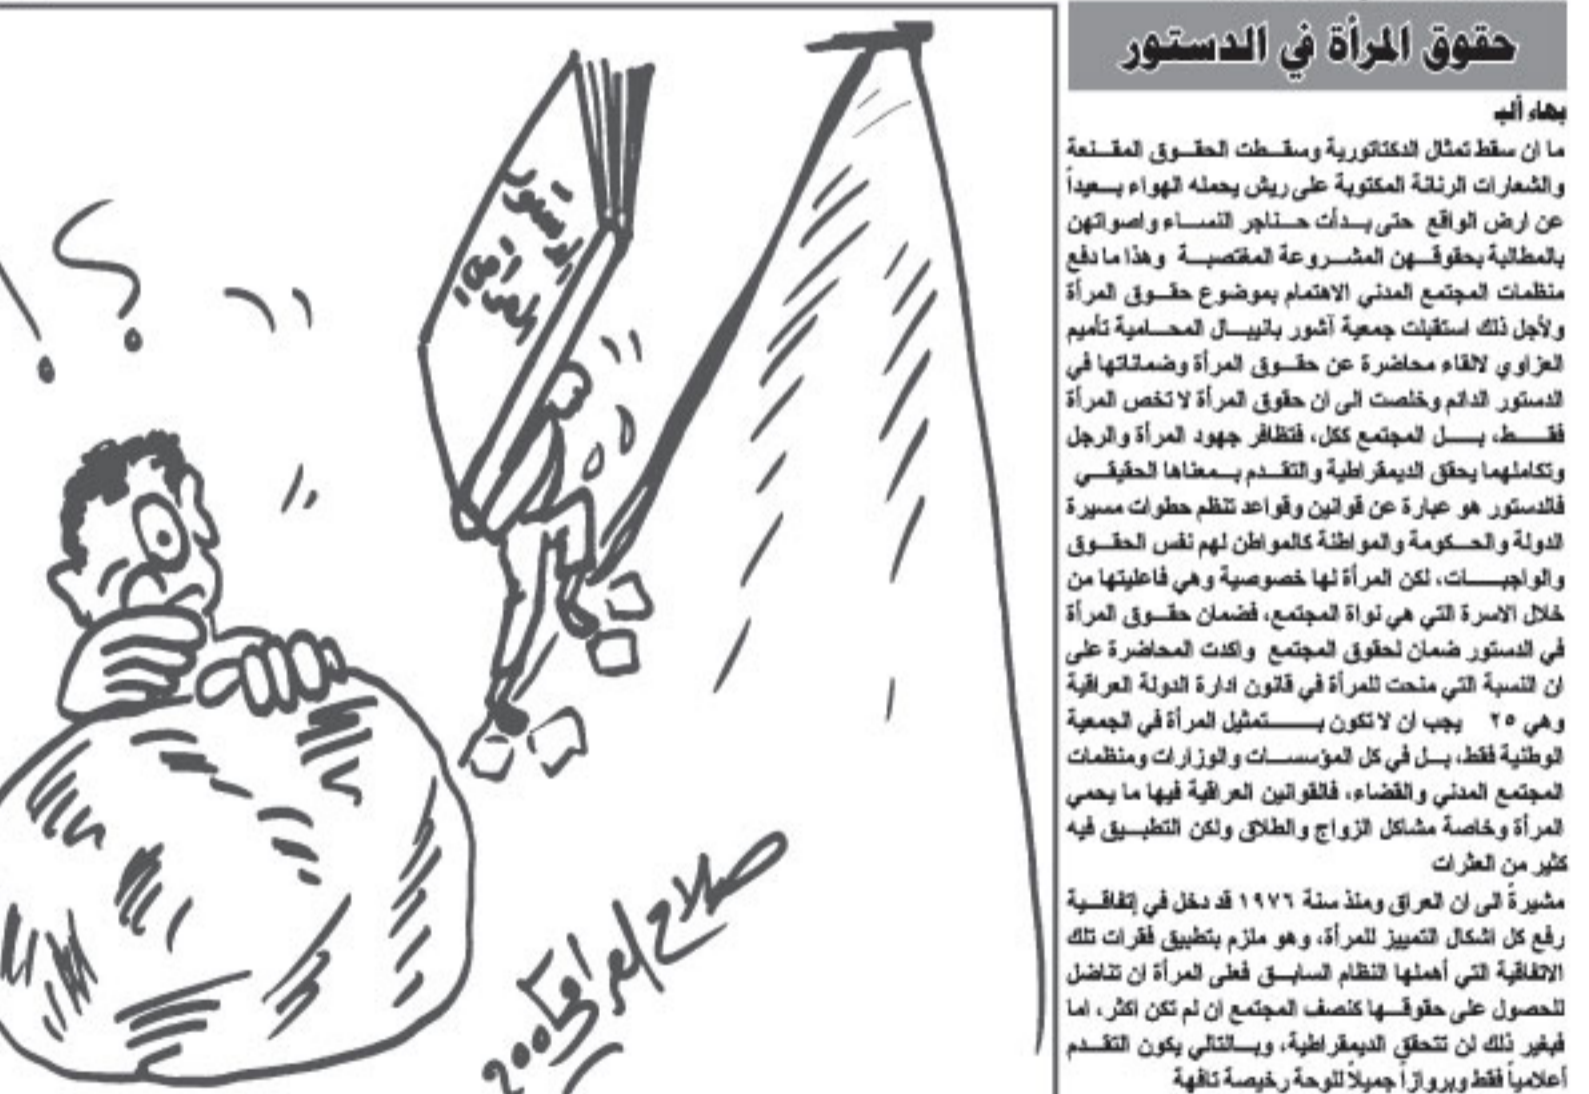 حقوق المرأة في الدستور
بهاء ألب
ما ان سقط تمثال الدكتاتورية وسقطت الحقوق المقنعة
والشعارات الرنانة المكتوبة على ريش يحمله الهواء بعيداً
عن ارض الواقع حتى بدأت حناجر النساء واصواتهن
بالمطالبة بحقوقهن المشروعة المغتصبة وهذا ما دفع
منظمات المجتمع المدني الاهتمام بموضوع حقوق المرأة
ولأجل ذلك استقبلت جمعية آشور بانيبال المحامية تأميم
العزاوي لالقاء محاضرة عن حقوق المرأة وضماناتها في
الدستور الدائم وخلصت الى ان حقوق المرأة لا تخص المرأة
فقط، بل المجتمع ككل، فتظافر جهود المرأة والرجل
وتكاملهما يحقق الديمقراطية والتقدم بمعناها الحقيقي
فالدستور هو عبارة عن قوانين وقواعد تنظم حطوات مسيرة
الدولة والحكومة والمواطنة كالمواطن لهم نفس الحقوق
والواجبات، لكن المرأة لها خصوصية وهي فاعليتها من
خلال الاسرة التي هي نواة المجتمع، فضمان حقوق المرأة
في الدستور ضمان لحقوق المجتمع واكدت المحاضرة على
ان النسبة التي منحت للمرأة في قانون ادارة الدولة العراقية
وهي ٢٥ يجب ان لا تكون بتمثيل المرأة في الجمعية
الوطنية فقط، بل في كل المؤسسات والوزارات ومنظمات
المجتمع المدني والقضاء، فالقوانين العراقية فيها ما يحمي
المرأة وخاصة مشاكل الزواج والطلاق ولكن التطبيق فيه
كثير من العثرات
مشيرةً الى ان العراق ومنذ سنة ١٩٧٦ قد دخل في إتفاقية
رفع كل اشكال التمييز للمرأة، وهو ملزم بتطبيق فقرات تلك
الاتفاقية التي أهملها النظام السابق فعلى المرأة ان تناضل
للحصول على حقوقها كنصف المجتمع ان لم تكن اكثر، اما
فبغير ذلك لن تتحقق الديمقراطية، وبالتالي يكون التقدم
أعلامياً فقط وبروازاً جميلاً للوحة رخيصة تافهة
صلاح
2005